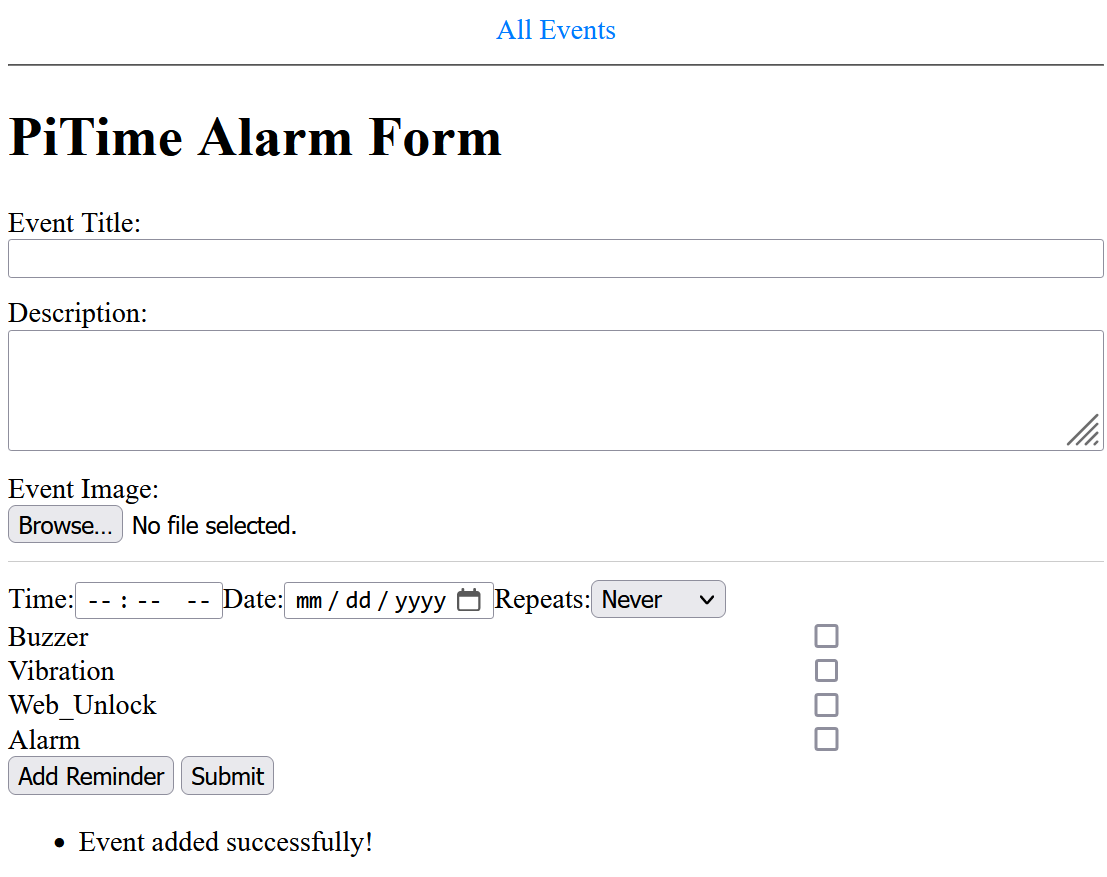 All Events
PiTime Alarm Form
Event Title:
Description:
Event Image:
Browse... No file selected.
Time: --:-- -- Date: mm/dd/yyyy Repeats: Never
Buzzer
Vibration
Web_Unlock
Alarm
Add Reminder Submit
• Event added successfully!